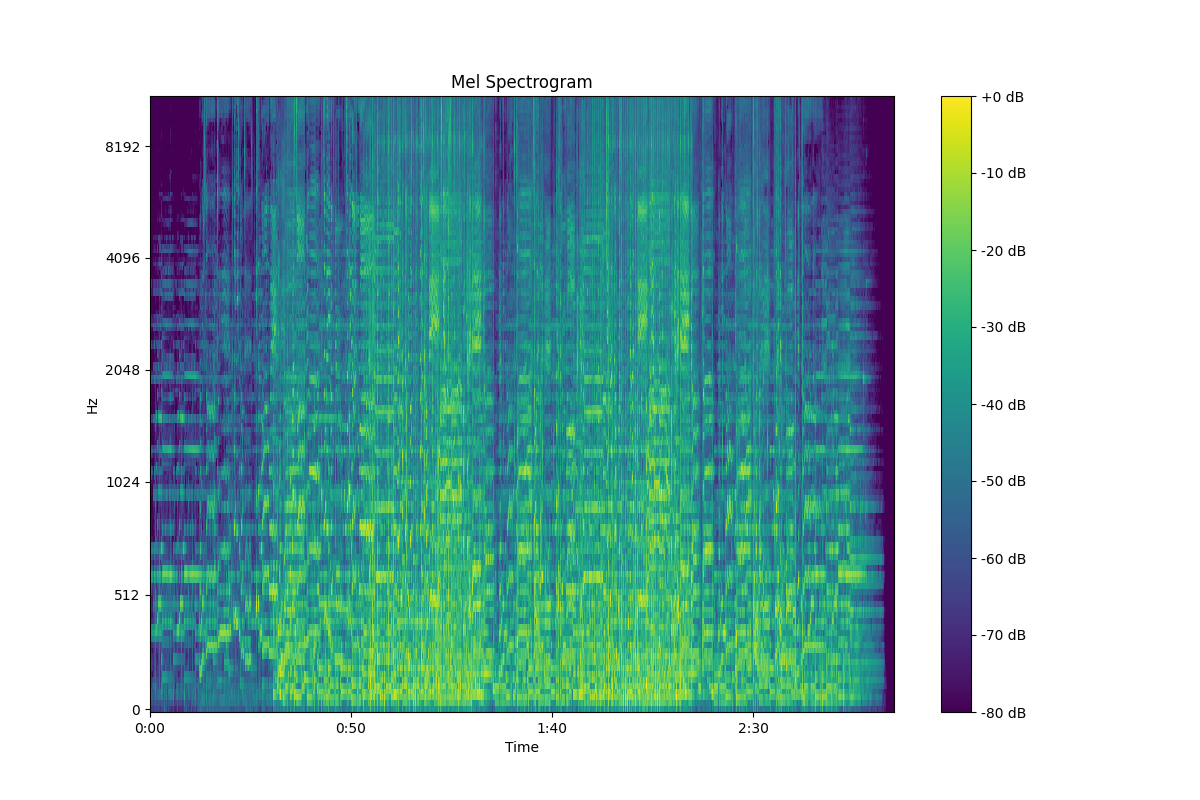 Mel Spectrogram
Hz
8192
4096
2048
1024
512
0
0:00
0:50
1:40
2:30
Time
+0 dB
-10 dB
-20 dB
-30 dB
-40 dB
-50 dB
-60 dB
-70 dB
-80 dB